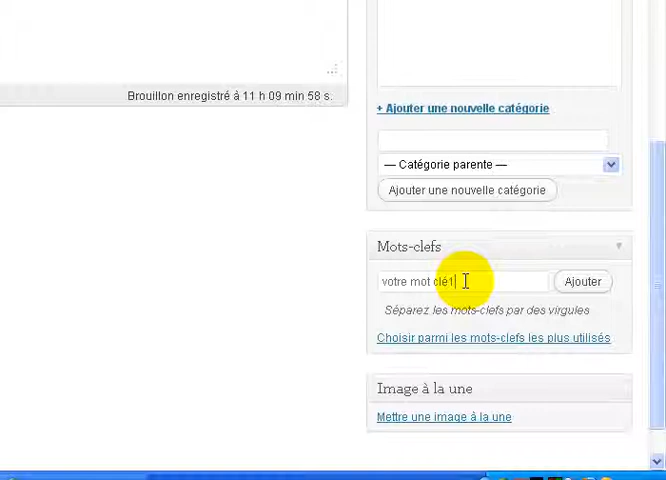 Brouillon enregistré à 11 h 09 min 58 s.
+ Ajouter une nouvelle catégorie
— Catégorie parente —
Ajouter une nouvelle catégorie
Mots-clefs
votre mot clé1
Ajouter
Séparez les mots-clefs par des virgules
Choisir parmi les mots-clefs les plus utilisés
Image à la une
Mettre une image à la une